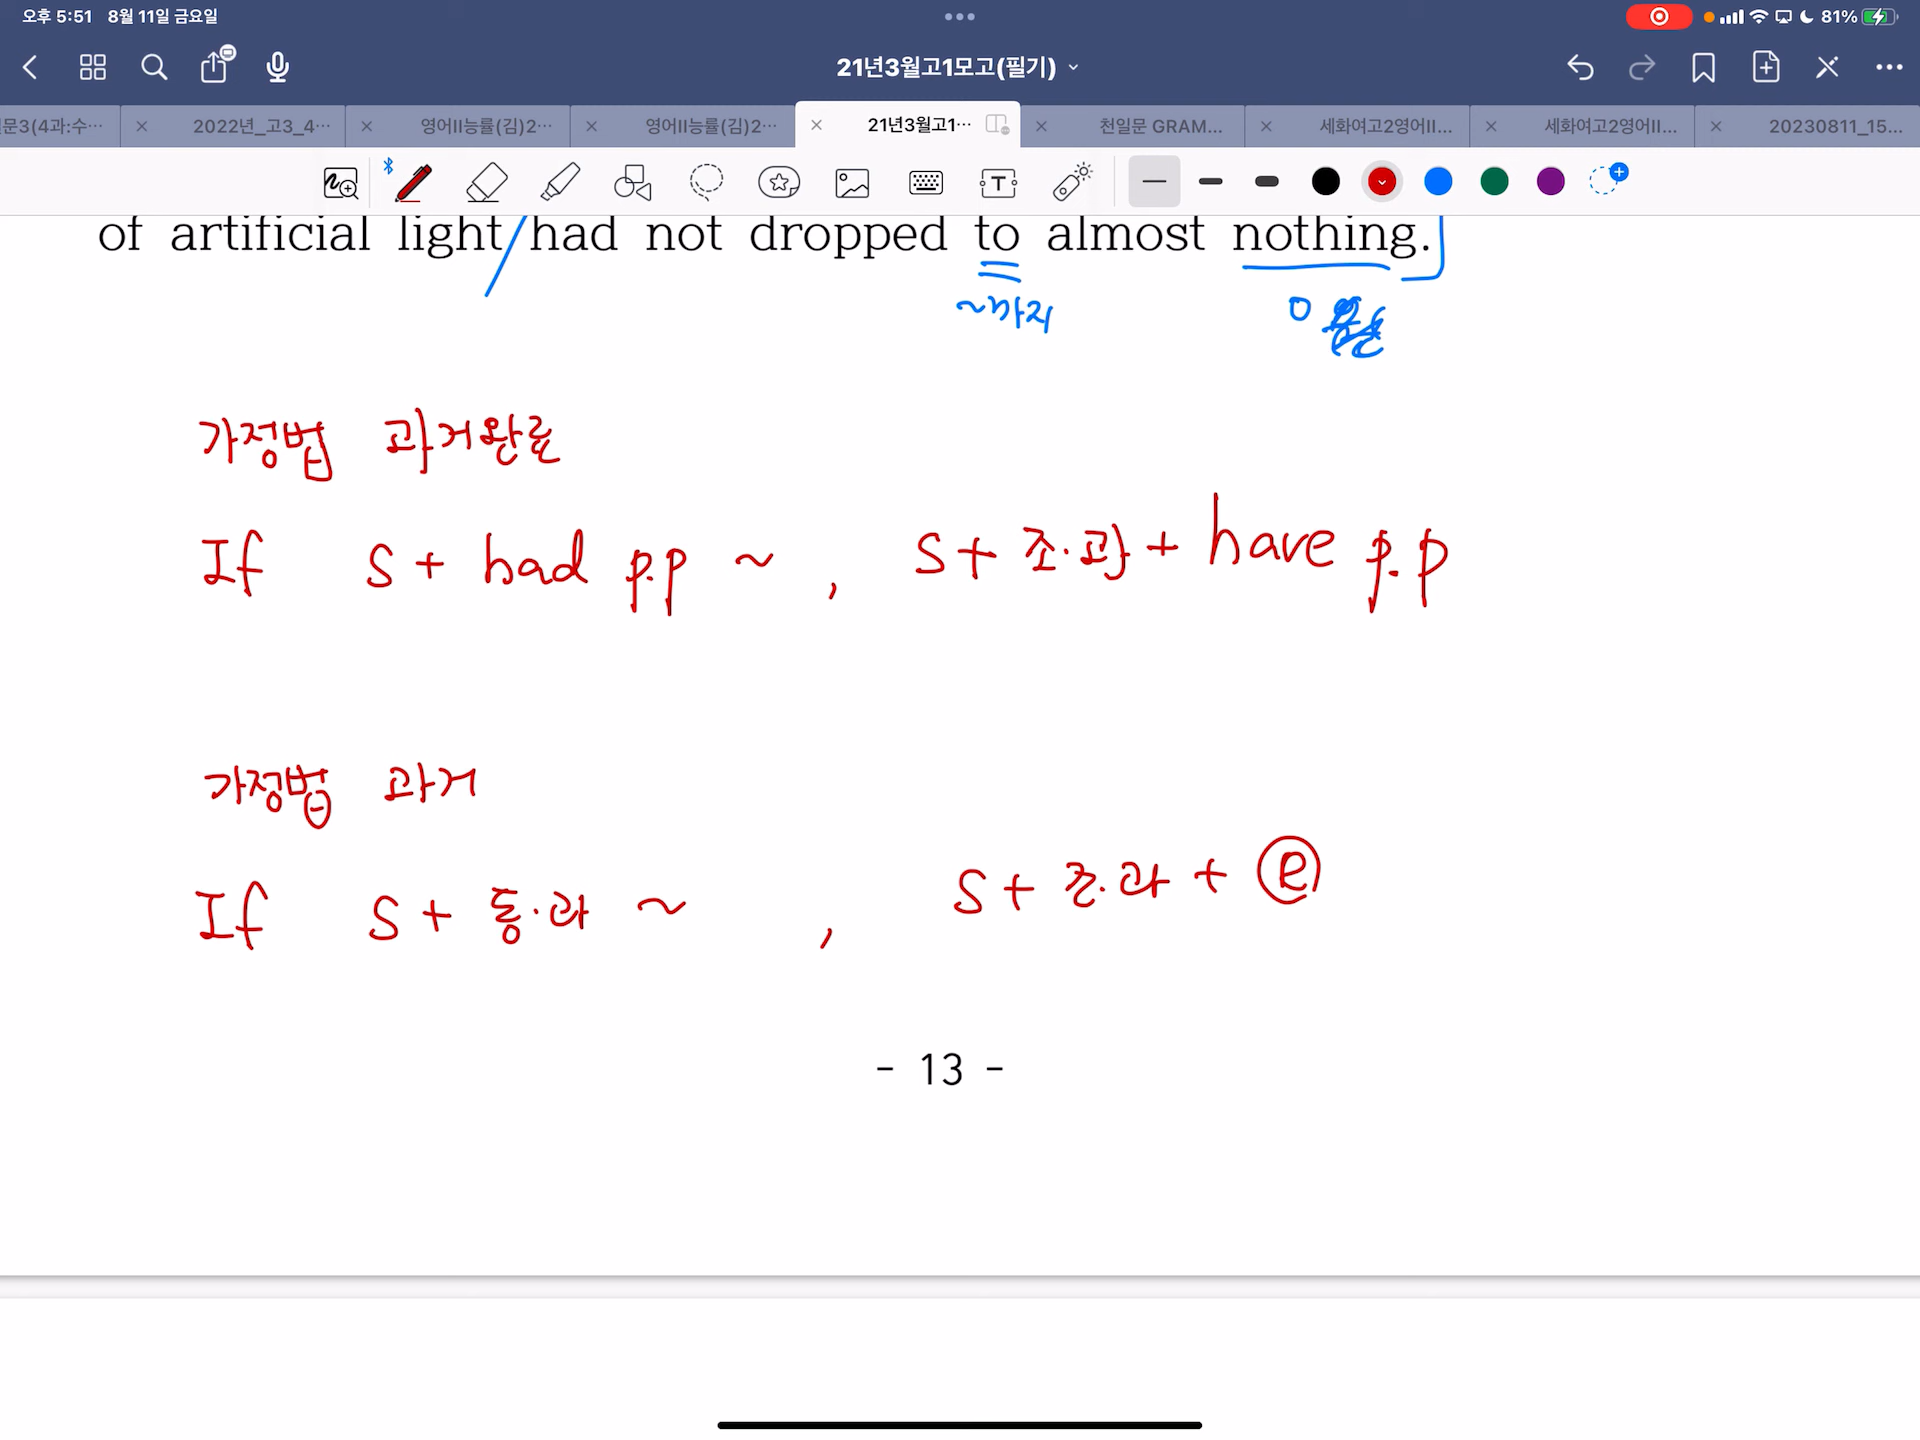 오후 5:51 8월 11일 금요일
81%
21년3월고1모고(필기)
문3(4과:수…
2022년_고3_4…
영어II능률(김)2…
영어II능률(김)2…
21년3월고1…
천일문 GRAM…
세화여고2영어II…
세화여고2영어II…
20230811_15…
of artificial light/had not dropped to almost nothing.]
~까지
0
가정법 과거완료
If S + had p.p ~ , S + 조·과 + have p.p
가정법 과거
If S + 동·과 ~ , S + 조·과 + ⓡ
- 13 -